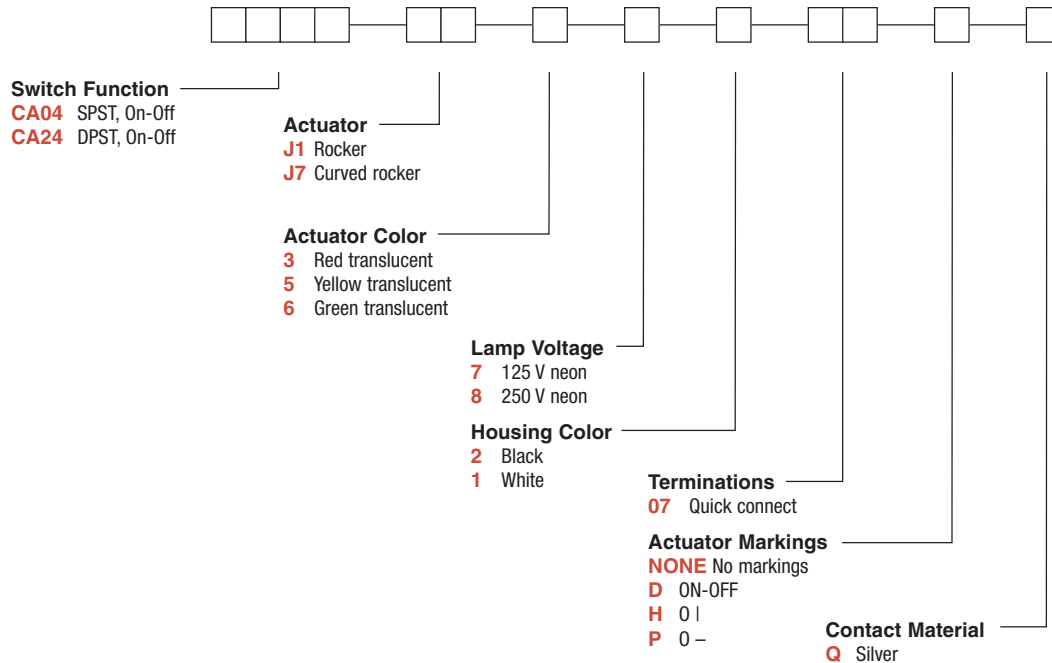 Switch Function
CA04 SPST, On-Off
CA24 DPST, On-Off
Actuator
J1 Rocker
J7 Curved rocker
Actuator Color
3 Red translucent
5 Yellow translucent
6 Green translucent
Lamp Voltage
7 125 V neon
8 250 V neon
Housing Color
2 Black
1 White
Terminations
07 Quick connect
Actuator Markings
NONE No markings
D ON-OFF
H O |
P O –
Contact Material
Q Silver